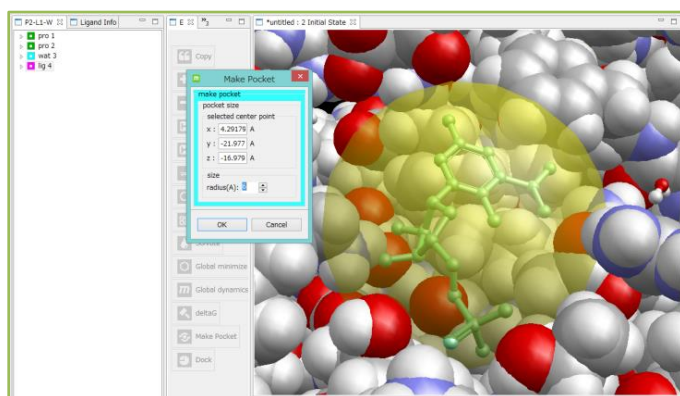 P2-L1-W
Ligand Info
E
*untitled : 2 Initial State
pro 1
pro 2
wat 3
lig 4
Copy
Make Pocket
make pocket
pocket size
selected center point
x : 4.29179 A
y : -21.977 A
z : -16.979 A
size
radius(A):
OK
Cancel
Global minimize
Global dynamics
deltaG
Make Pocket
Dock